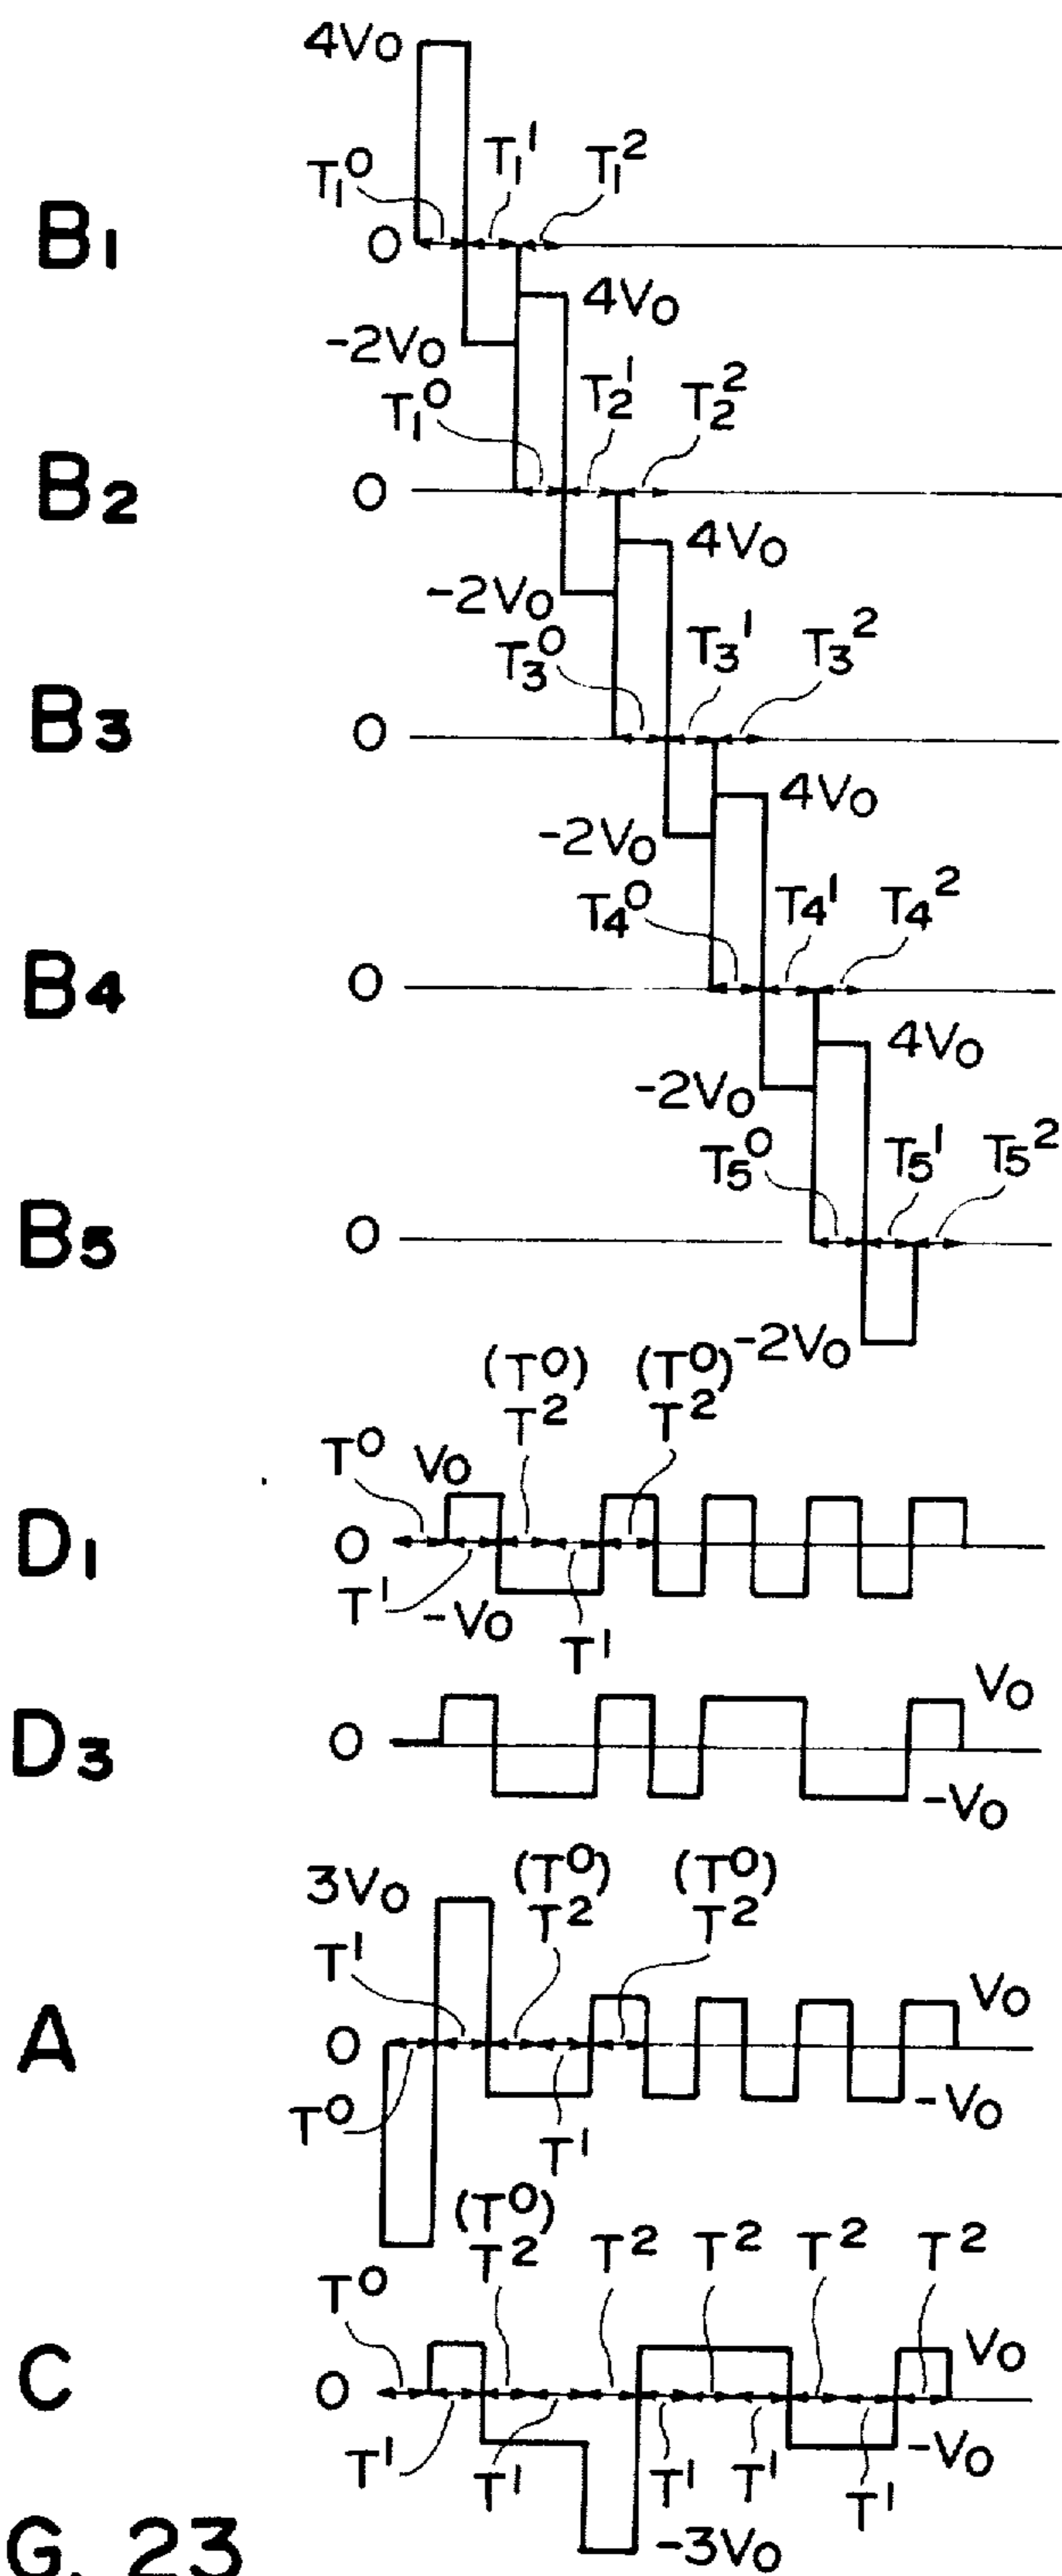 4V0
T1^0 T1^1 T1^2
B1 0
-2V0 4V0
T1^0 T2^1 T2^2
B2 0
-2V0 4V0
T3^0 T3^1 T3^2
B3 0
-2V0 4V0
T4^0 T4^1 T4^2
B4 0
-2V0 4V0
T5^0 T5^1 T5^2
B5 0
-2V0
(T^0) (T^0)
T^2 T^2
T^0 V0
D1 0
T^1 -V0 T^1
D3 0 V0
-V0
3V0 (T^0) (T^0)
T^2 T^2
T^1
A 0 V0
T^0 T^1 -V0
(T^0)
T^2 T^2 T^2 T^2 T^2
T^0
C 0 V0
T^1 T^1 T^1 T^1 T^1 -V0
-3V0
G. 23